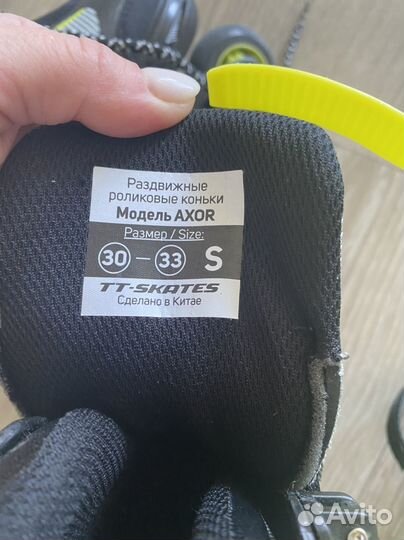 Раздвижные
роликовые коньки
Модель AXOR
Размер / Size:
30 — 33 S
TT-SKATES
Сделано в Китае
Avito